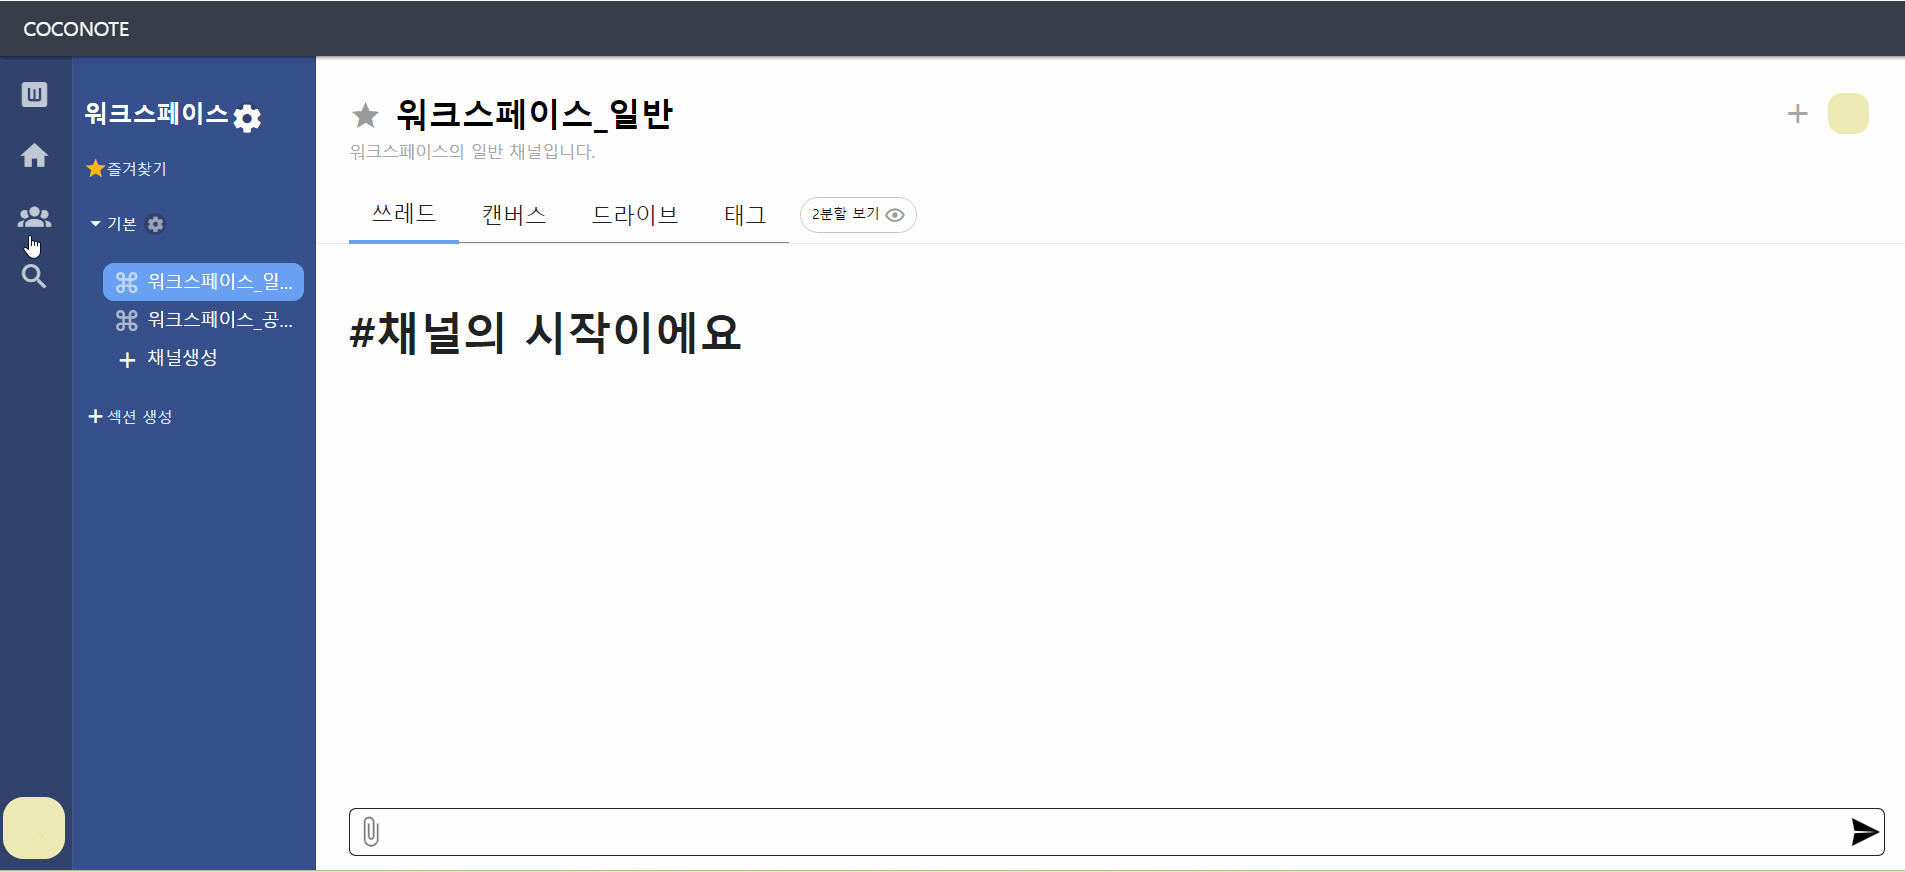 COCONOTE
워크스페이스
즐겨찾기
기본
워크스페이스_일...
워크스페이스_공...
채널생성
섹션 생성
워크스페이스_일반
워크스페이스의 일반 채널입니다.
쓰레드 캔버스 드라이브 태그 2분할 보기
#채널의 시작이에요